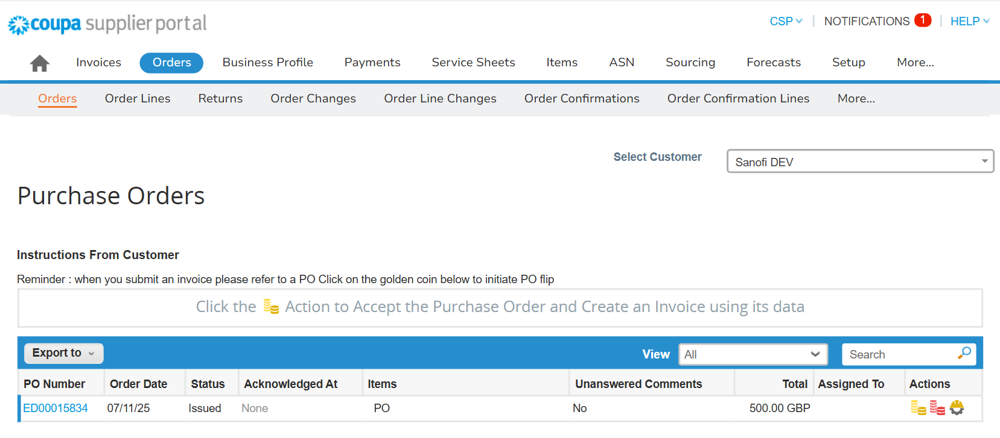 coupa supplier portal
CSP NOTIFICATIONS 1 HELP
Invoices Orders Business Profile Payments Service Sheets Items ASN Sourcing Forecasts Setup More...
Orders Order Lines Returns Order Changes Order Line Changes Order Confirmations Order Confirmation Lines More...
Select Customer Sanofi DEV
Purchase Orders
Instructions From Customer
Reminder : when you submit an invoice please refer to a PO Click on the golden coin below to initiate PO flip
Click the Action to Accept the Purchase Order and Create an Invoice using its data
Export to View All Search
PO Number Order Date Status Acknowledged At Items Unanswered Comments Total Assigned To Actions
ED00015834 07/11/25 Issued None PO No 500.00 GBP